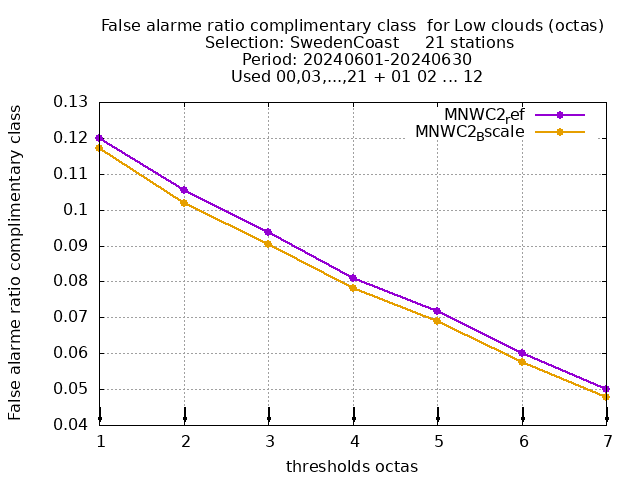 False alarme ratio complimentary class  for Low clouds (octas)
Selection: SwedenCoast     21 stations
Period: 20240601-20240630
Used 00,03,...,21 + 01 02 ... 12
False alarme ratio complimentary class
0.13
0.12
0.11
0.1
0.09
0.08
0.07
0.06
0.05
0.04
MNWC2_ref
MNWC2_Bscale
1 2 3 4 5 6 7
thresholds octas